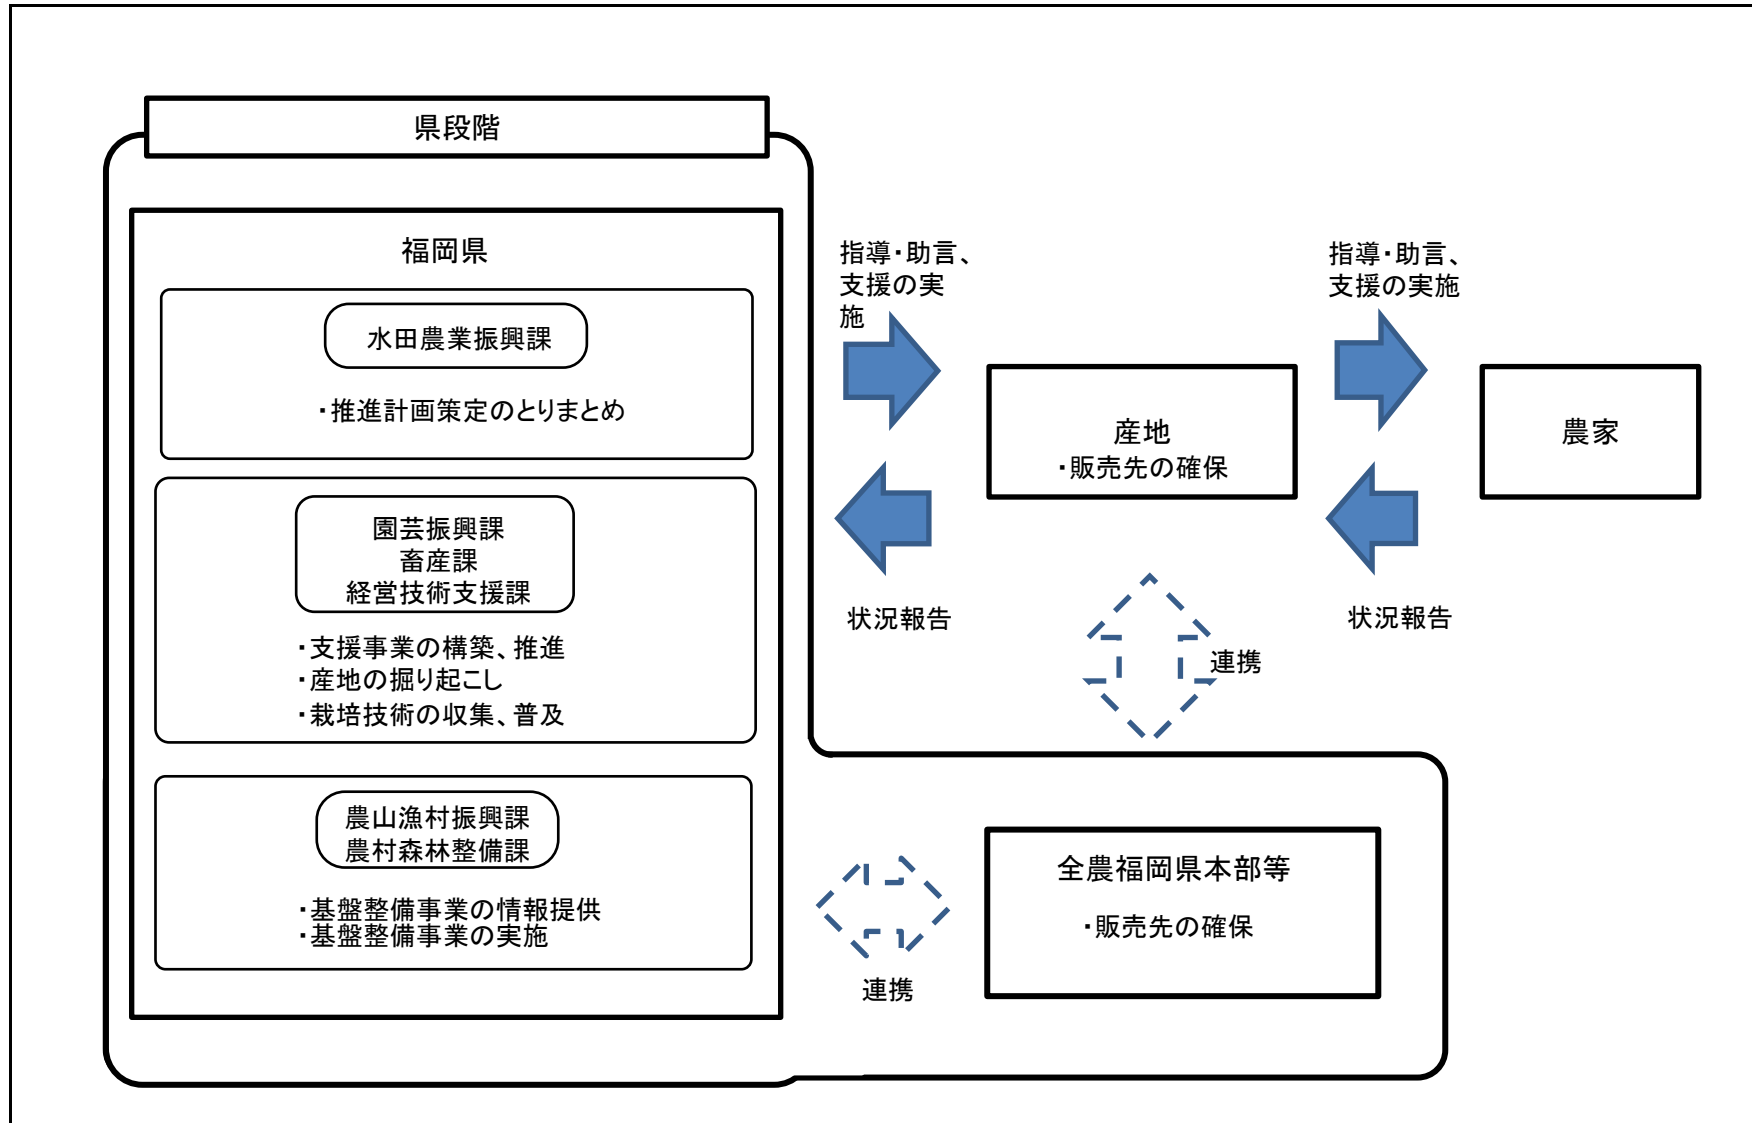 県段階
福岡県
水田農業振興課
・推進計画策定のとりまとめ
園芸振興課
畜産課
経営技術支援課
・支援事業の構築、推進
・産地の掘り起こし
・栽培技術の収集、普及
農山漁村振興課
農村森林整備課
・基盤整備事業の情報提供
・基盤整備事業の実施
指導・助言、
支援の実
施
状況報告
産地
・販売先の確保
指導・助言、
支援の実施
状況報告
農家
連携
連携
全農福岡県本部等
・販売先の確保